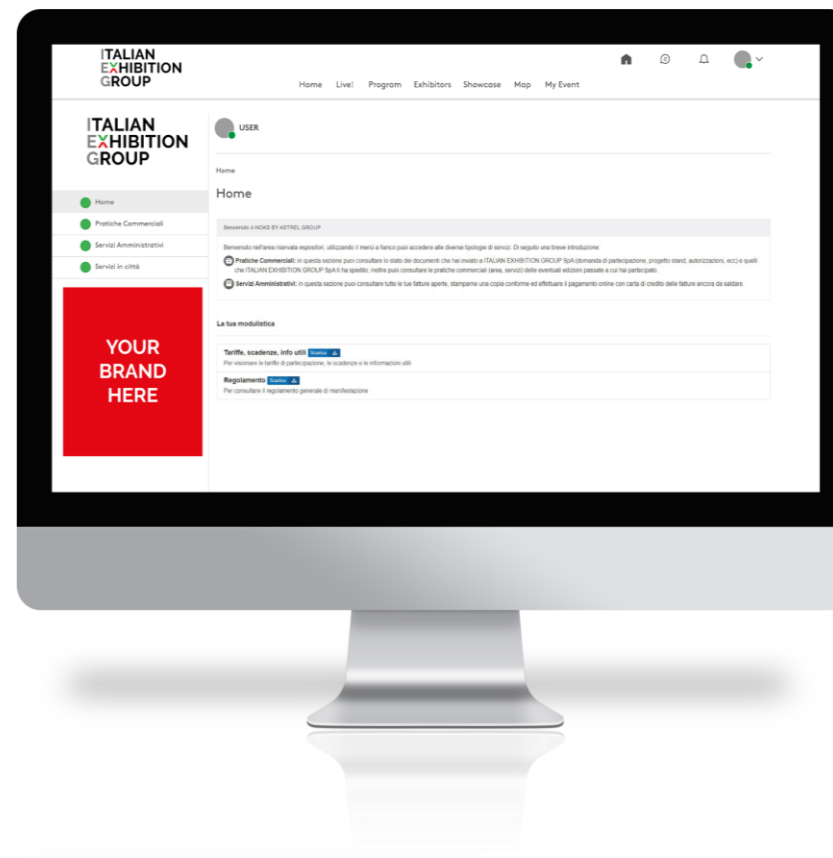 ITALIAN
EXHIBITION
GROUP
Home Live! Program Exhibitors Showcase Map My Event
ITALIAN
EXHIBITION
GROUP
USER
Home
Home
Home
Pratiche Commerciali
Servizi Amministrativi
Servizi in città
YOUR
BRAND
HERE
Benvenuto NOKS BY ASTREL GROUP
Benvenuto nell'area riservata espositori, utilizzando il menù a fianco puoi accedere alle diverse tipologie di servizi. Di seguito una breve introduzione:
Pratiche Commerciali: in questa sezione puoi consultare lo stato dei documenti che hai inviato a ITALIAN EXHIBITION GROUP SpA (domanda di partecipazione, progetto stand, autorizzazioni, ecc) e quelli
che ITALIAN EXHIBITION GROUP SpA ti ha spedito; inoltre puoi consultare le pratiche commerciali (area, servizi) delle eventuali edizioni passate a cui hai partecipato.
Servizi Amministrativi: in questa sezione puoi consultare tutte le tue fatture aperte, stamparne una copia conforme ed effettuare il pagamento online con carta di credito delle fatture ancora da saldare.
La tua modulistica
Tariffe, scadenze, info utili Scarica
Per visionare le tariffe di partecipazione, le scadenze e le informazioni utili
Regolamento Scarica
Per consultare il regolamento generale di manifestazione